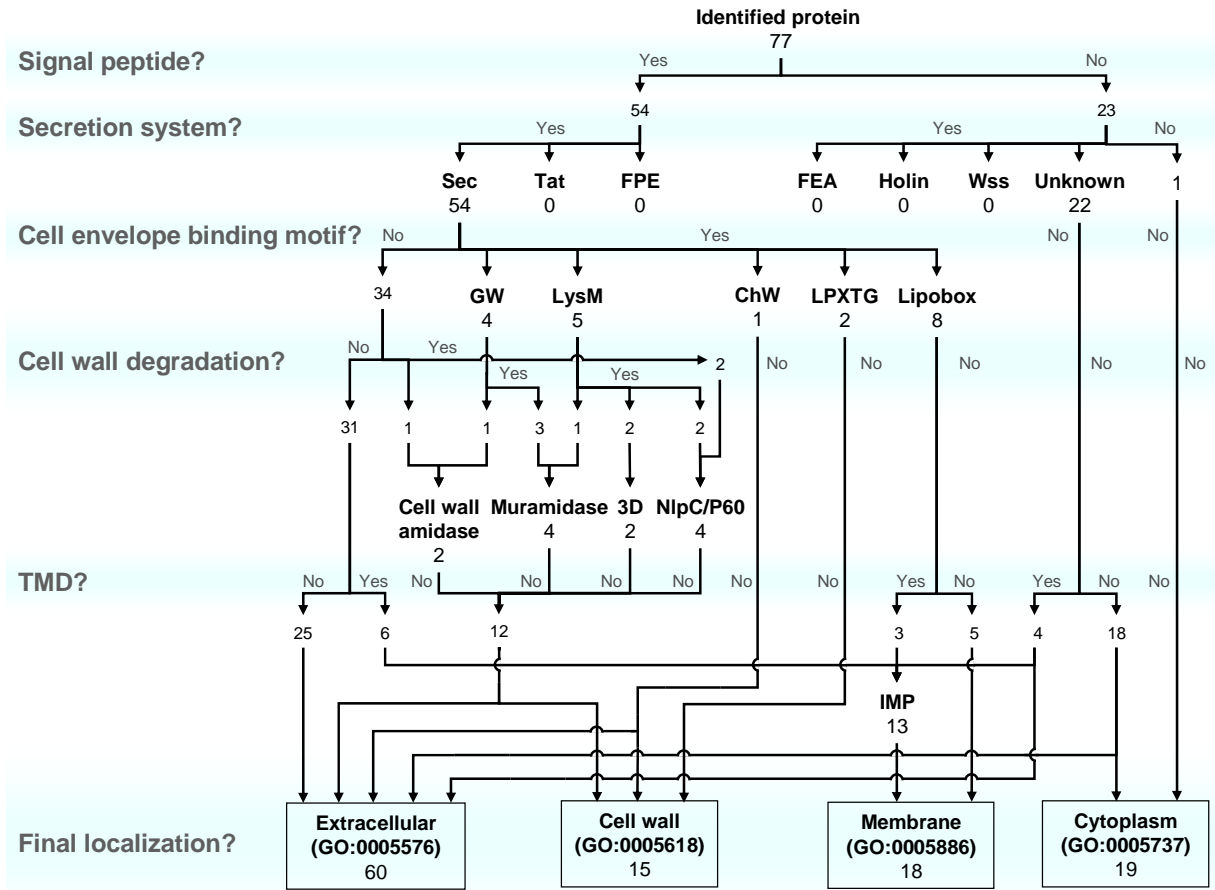 Identified protein
77
Signal peptide?
Yes
No
54
23
Secretion system?
Yes
Yes
No
Sec
Tat
FPE
FEA
Holin
Wss
Unknown
1
54
0
0
0
0
0
22
Cell envelope binding motif?
No
Yes
No
No
34
GW
LysM
ChW
LPXTG
Lipobox
4
5
1
2
8
Cell wall degradation?
No
Yes
2
No
No
No
No
No
Yes
Yes
31
1
1
3
1
2
2
Cell wall
amidase
Muramidase
3D
NlpC/P60
2
4
2
4
TMD?
No
Yes
No
No
No
No
No
No
Yes
No
Yes
No
No
25
6
12
3
5
4
18
IMP
13
Final localization?
Extracellular
(GO:0005576)
60
Cell wall
(GO:0005618)
15
Membrane
(GO:0005886)
18
Cytoplasm
(GO:0005737)
19